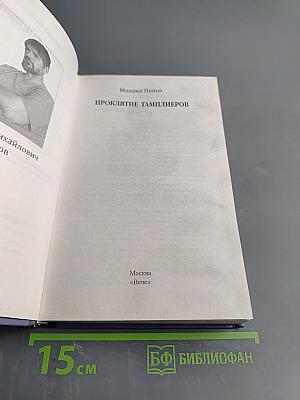 ихайлович
ов
Михаил Попов
ПРОКЛЯТИЕ ТАМПЛИЕРОВ
Москва
«Вече»
15 см
БФ БИБЛИОФАН